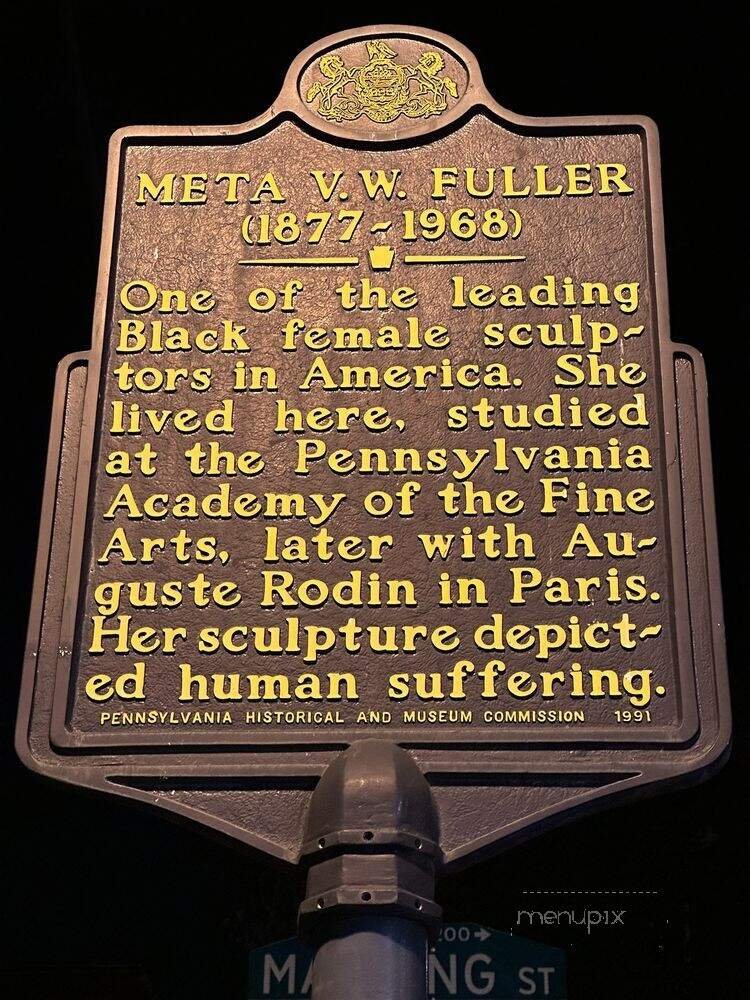 META V.W. FULLER
(1877~1968)
One of the leading
Black female sculp~
tors in America. She
lived here, studied
at the Pennsylvania
Academy of the Fine
Arts, later with Au~
guste Rodin in Paris.
Her sculpture depict~
ed human suffering.
PENNSYLVANIA HISTORICAL AND MUSEUM COMMISSION 1991
menupix
200→
ST